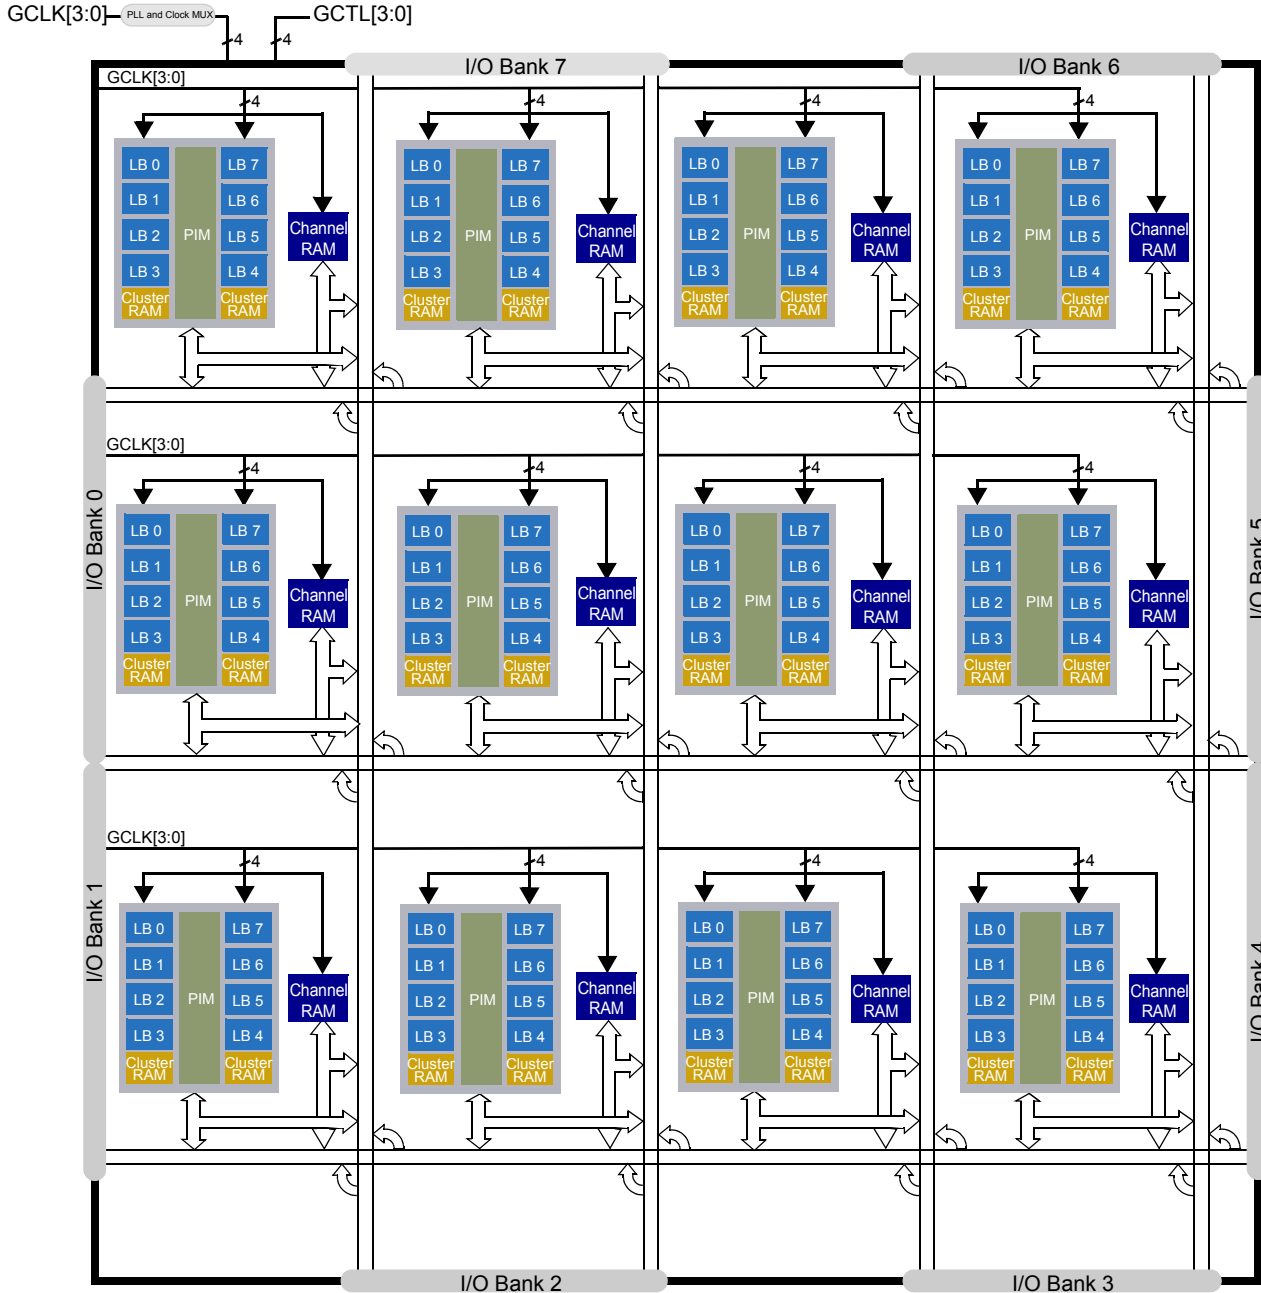 GCLK[3:0] PLL and Clock MUX GCTL[3:0]
4 4
I/O Bank 7 I/O Bank 6
GCLK[3:0]
4 4 4 4
LB 0 LB 7 LB 0 LB 7 LB 0 LB 7 LB 0 LB 7
LB 1 LB 6 LB 1 LB 6 LB 1 LB 6 LB 1 LB 6
LB 2 PIM LB 5 Channel LB 2 PIM LB 5 Channel LB 2 PIM LB 5 Channel LB 2 PIM LB 5 Channel
RAM RAM RAM RAM
LB 3 LB 4 LB 3 LB 4 LB 3 LB 4 LB 3 LB 4
Cluster Cluster Cluster Cluster Cluster Cluster Cluster Cluster
RAM RAM RAM RAM RAM RAM RAM RAM
I/O Bank 0
I/O Bank 5
GCLK[3:0]
4 4 4 4
LB 0 LB 7 LB 0 LB 7 LB 0 LB 7 LB 0 LB 7
LB 1 LB 6 LB 1 LB 6 LB 1 LB 6 LB 1 LB 6
LB 2 PIM LB 5 Channel LB 2 PIM LB 5 Channel LB 2 PIM LB 5 Channel LB 2 PIM LB 5 Channel
RAM RAM RAM RAM
LB 3 LB 4 LB 3 LB 4 LB 3 LB 4 LB 3 LB 4
Cluster Cluster Cluster Cluster Cluster Cluster Cluster Cluster
RAM RAM RAM RAM RAM RAM RAM RAM
I/O Bank 1
I/O Bank 4
GCLK[3:0]
4 4 4 4
LB 0 LB 7 LB 0 LB 7 LB 0 LB 7 LB 0 LB 7
LB 1 LB 6 LB 1 LB 6 LB 1 LB 6 LB 1 LB 6
LB 2 PIM LB 5 Channel LB 2 PIM LB 5 Channel LB 2 PIM LB 5 Channel LB 2 PIM LB 5 Channel
RAM RAM RAM RAM
LB 3 LB 4 LB 3 LB 4 LB 3 LB 4 LB 3 LB 4
Cluster Cluster Cluster Cluster Cluster Cluster Cluster Cluster
RAM RAM RAM RAM RAM RAM RAM RAM
I/O Bank 2 I/O Bank 3